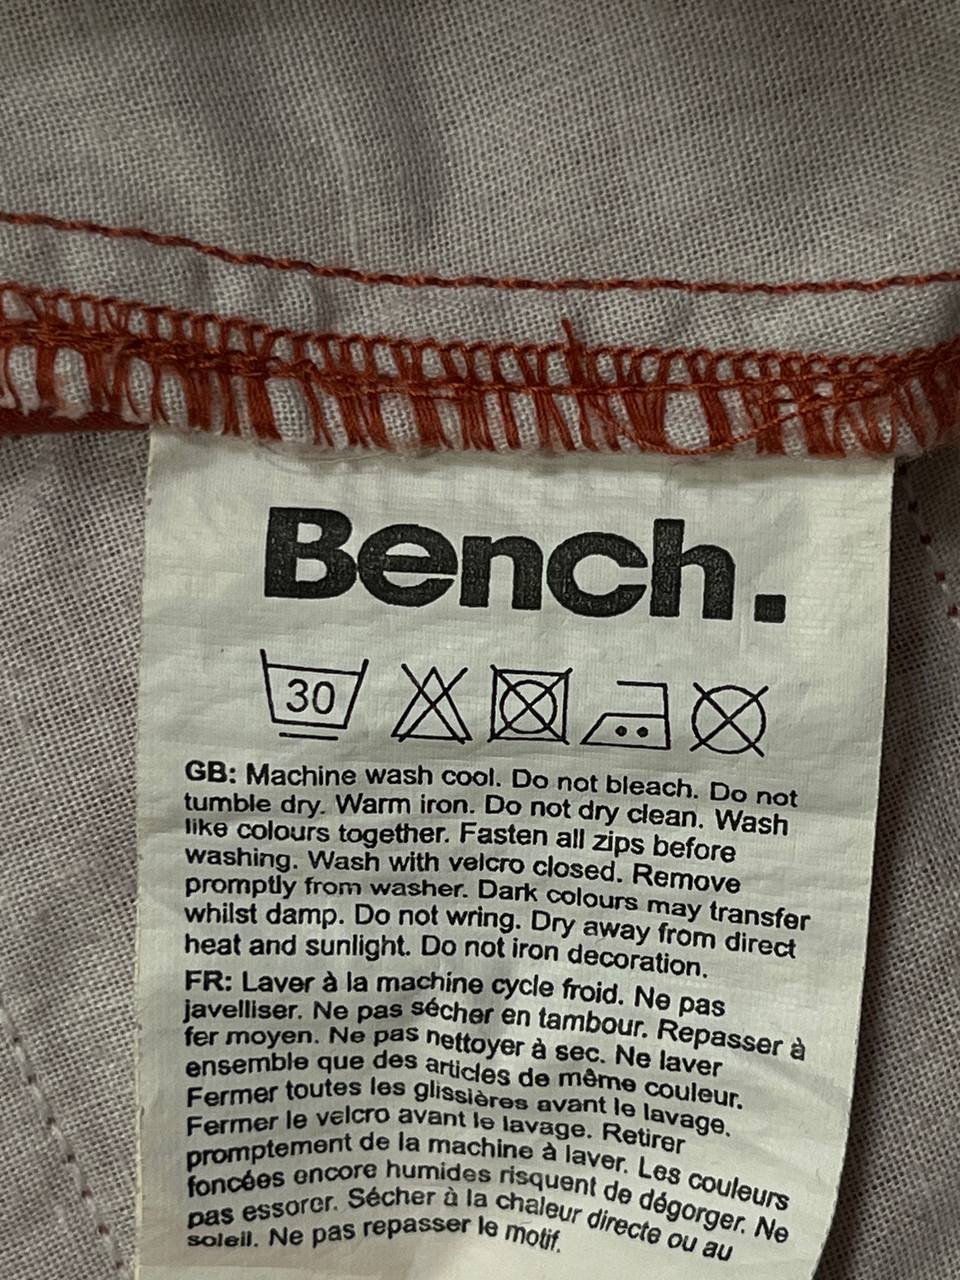 Bench.
30
GB: Machine wash cool. Do not bleach. Do not
tumble dry. Warm iron. Do not dry clean. Wash
like colours together. Fasten all zips before
washing. Wash with velcro closed. Remove
promptly from washer. Dark colours may transfer
whilst damp. Do not wring. Dry away from direct
heat and sunlight. Do not iron decoration.
FR: Laver à la machine cycle froid. Ne pas
javelliser. Ne pas sécher en tambour. Repasser à
fer moyen. Ne pas nettoyer à sec. Ne laver
ensemble que des articles de même couleur.
Fermer toutes les glissières avant le lavage.
Fermer le velcro avant le lavage. Retirer
promptement de la machine à laver. Les couleurs
foncées encore humides risquent de dégorger. Ne
pas essorer. Sécher à la chaleur directe ou au
soleil. Ne pas repasser le motif.